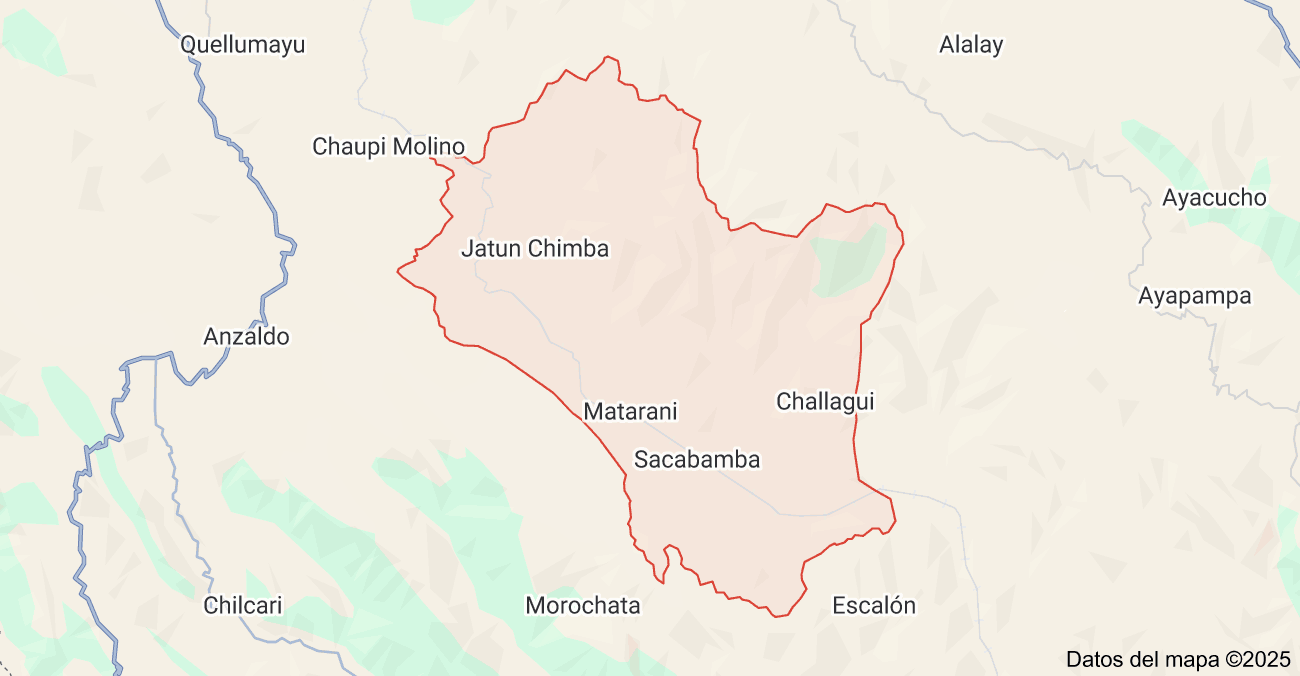 Quellumayu
Alalay
Chaupi Molino
Ayacucho
Jatun Chimba
Ayapampa
Anzaldo
Challagui
Matarani
Sacabamba
Chilcari
Morochata
Escalón
Datos del mapa ©2025